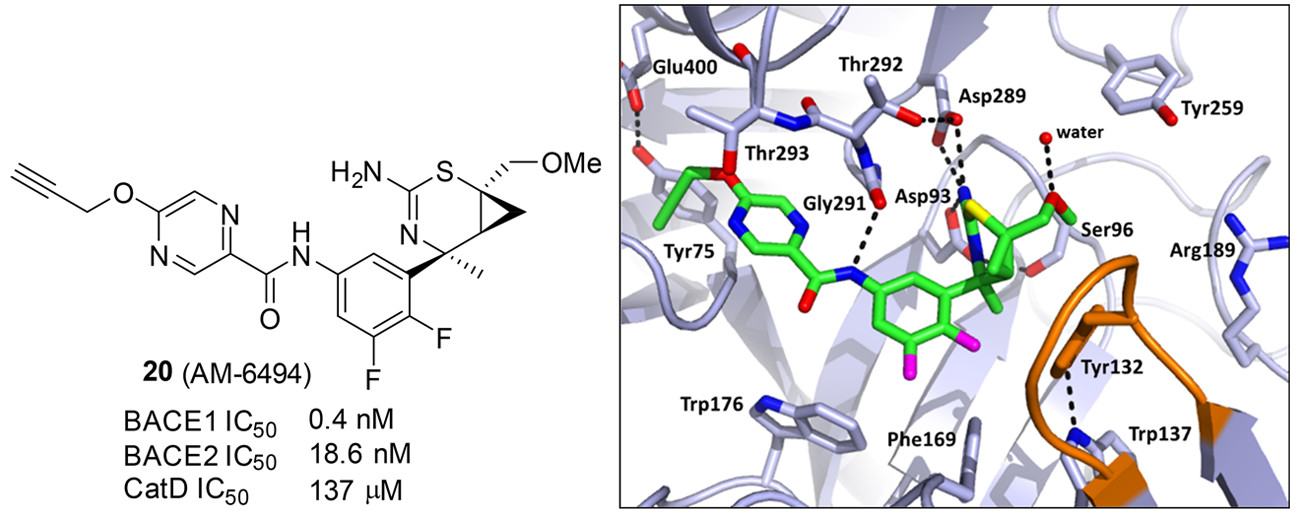 H₂N
S
OMe
O
N
H
N
N
N
O
F
F
20 (AM-6494)
BACE1 IC₅₀ 0.4 nM
BACE2 IC₅₀ 18.6 nM
CatD IC₅₀ 137 μM
Glu400
Thr292
Asp289
Tyr259
water
Thr293
Gly291
Asp93
Ser96
Tyr75
Arg189
Tyr132
Trp176
Phe169
Trp137